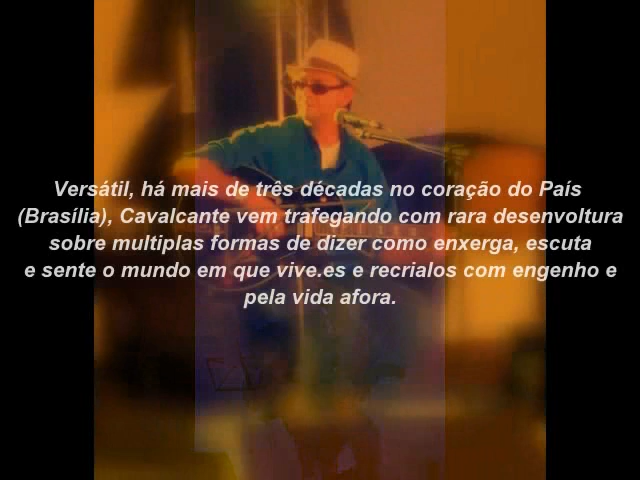 Versátil, há mais de três décadas no coração do País
(Brasília), Cavalcante vem trafegando com rara desenvoltura
sobre multiplas formas de dizer como enxerga, escuta
e sente o mundo em que vive.es e recrialos com engenho e
pela vida afora.